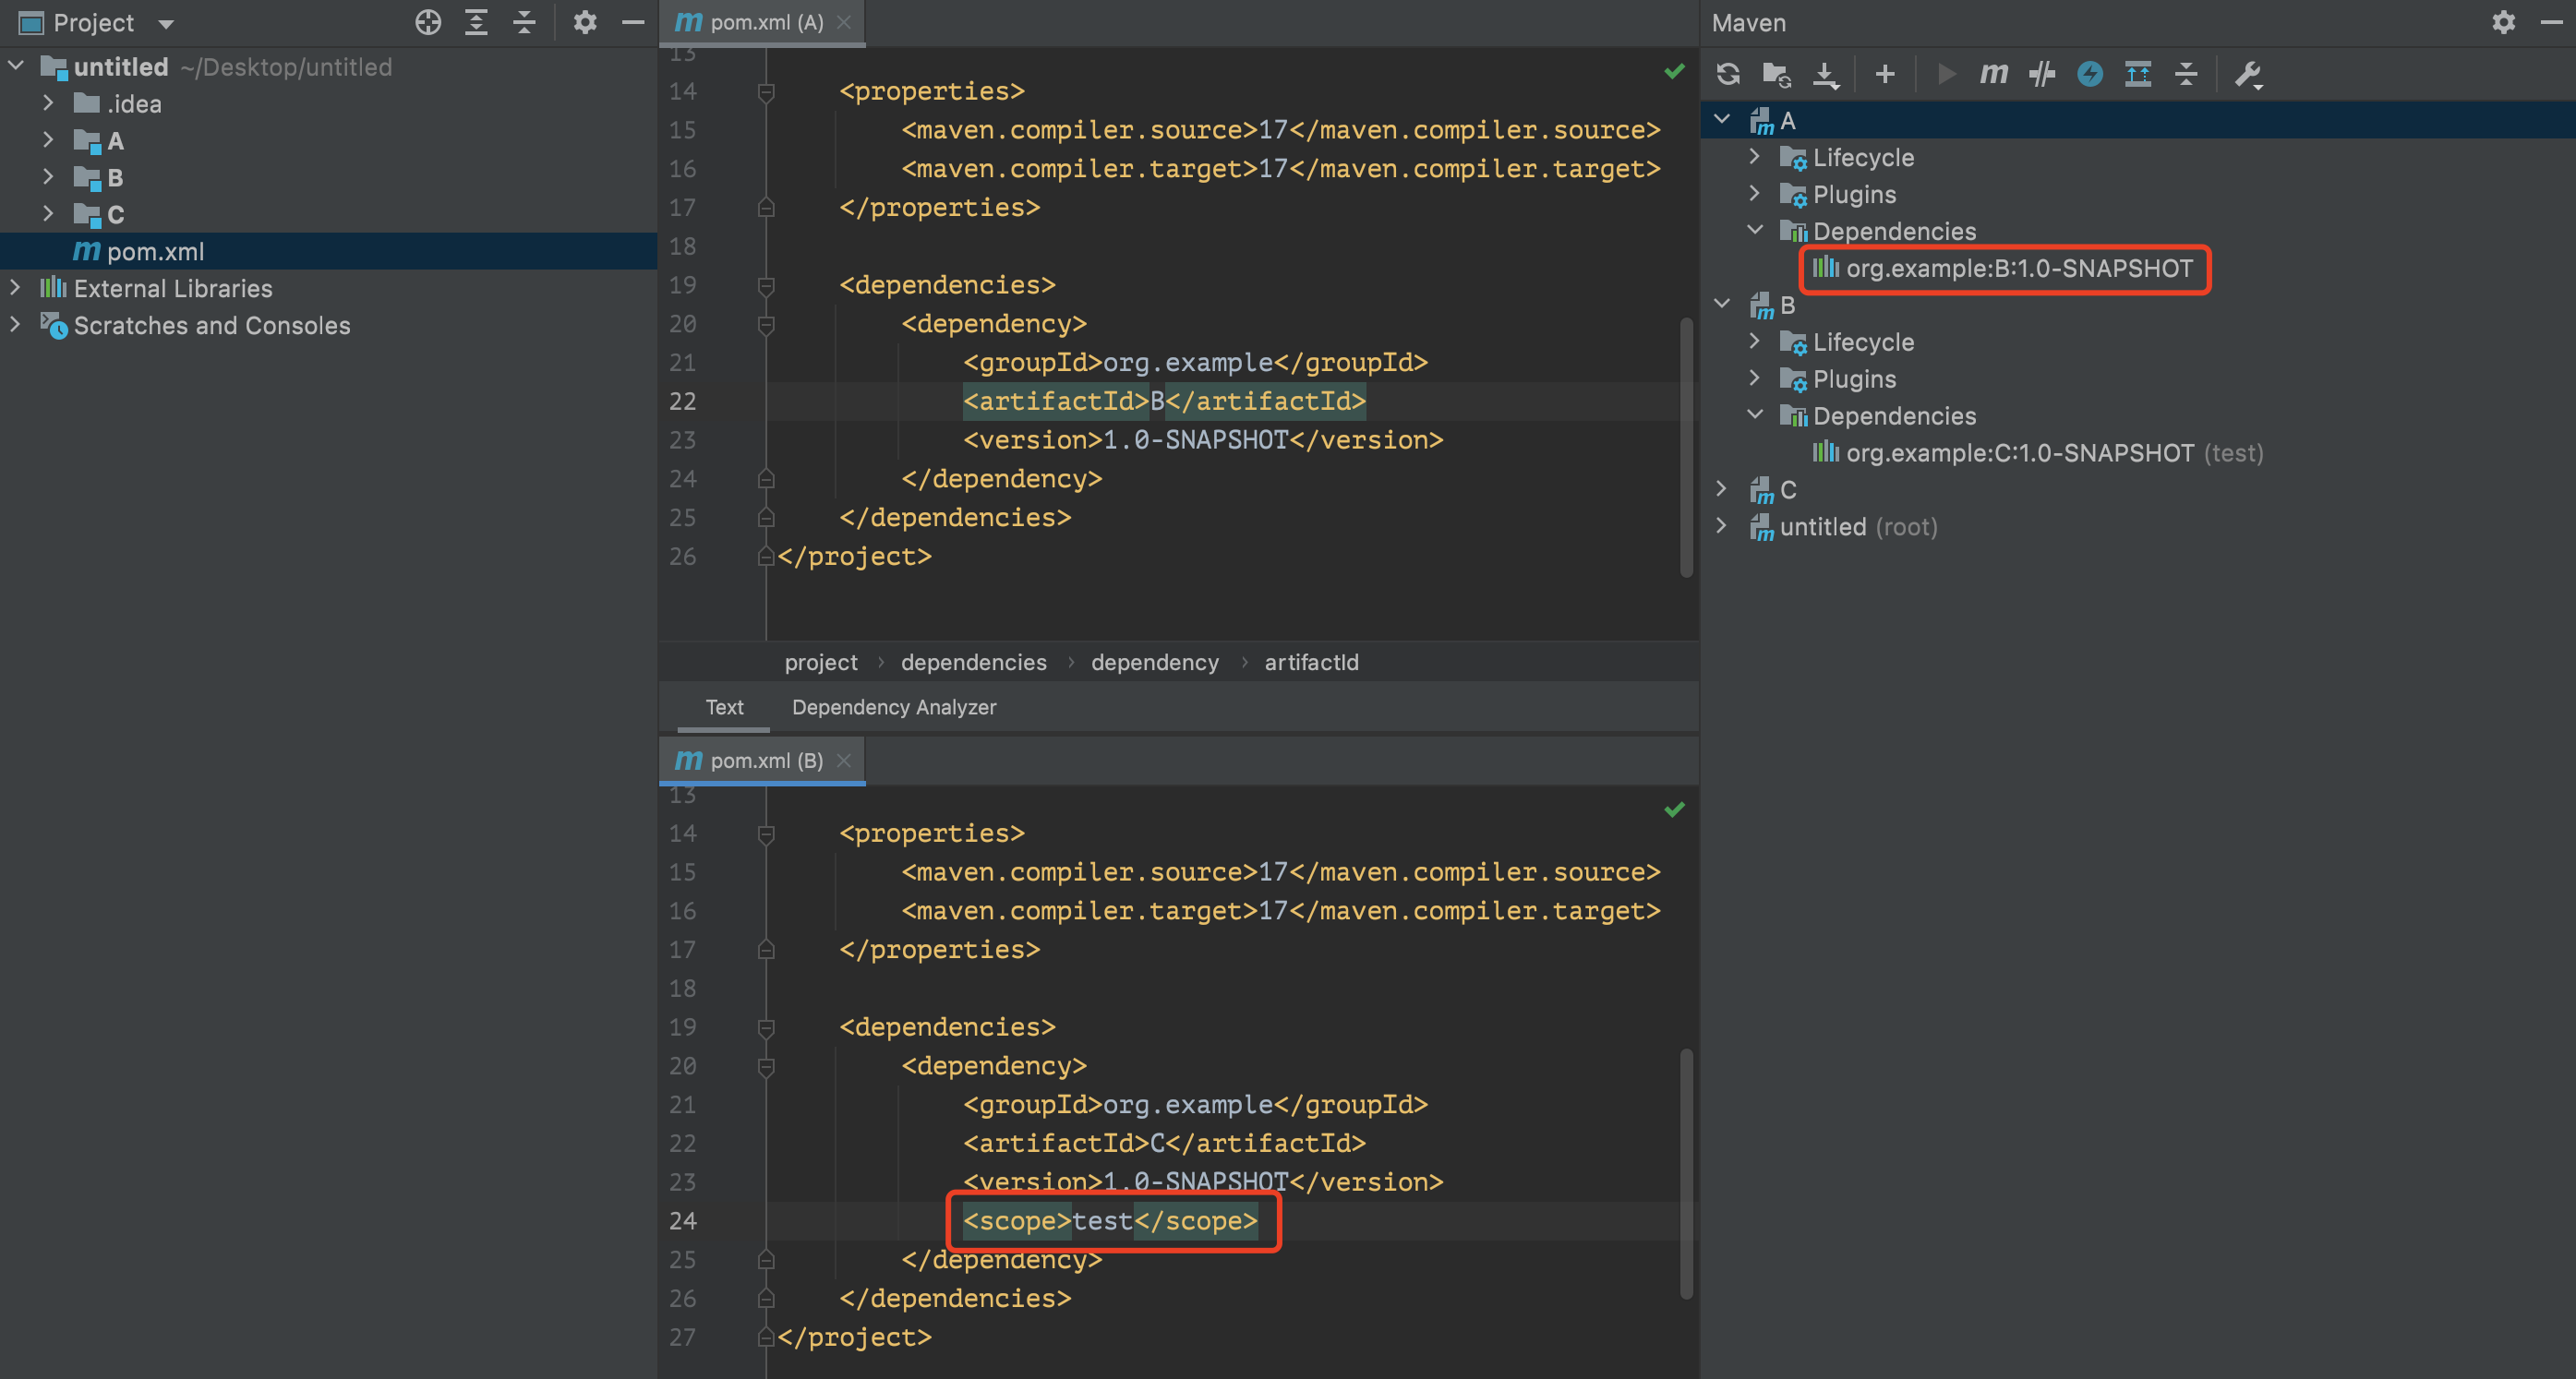 Project
untitled ~/Desktop/untitled
.idea
A
B
C
pom.xml
External Libraries
Scratches and Consoles
pom.xml (A)
13
14 <properties>
15 <maven.compiler.source>17</maven.compiler.source>
16 <maven.compiler.target>17</maven.compiler.target>
17 </properties>
18
19 <dependencies>
20 <dependency>
21 <groupId>org.example</groupId>
22 <artifactId>B</artifactId>
23 <version>1.0-SNAPSHOT</version>
24 </dependency>
25 </dependencies>
26 </project>
project › dependencies › dependency › artifactId
Text Dependency Analyzer
pom.xml (B)
13
14 <properties>
15 <maven.compiler.source>17</maven.compiler.source>
16 <maven.compiler.target>17</maven.compiler.target>
17 </properties>
18
19 <dependencies>
20 <dependency>
21 <groupId>org.example</groupId>
22 <artifactId>C</artifactId>
23 <version>1.0-SNAPSHOT</version>
24 <scope>test</scope>
25 </dependency>
26 </dependencies>
27 </project>
Maven
A
Lifecycle
Plugins
Dependencies
org.example:B:1.0-SNAPSHOT
B
Lifecycle
Plugins
Dependencies
org.example:C:1.0-SNAPSHOT (test)
C
untitled (root)